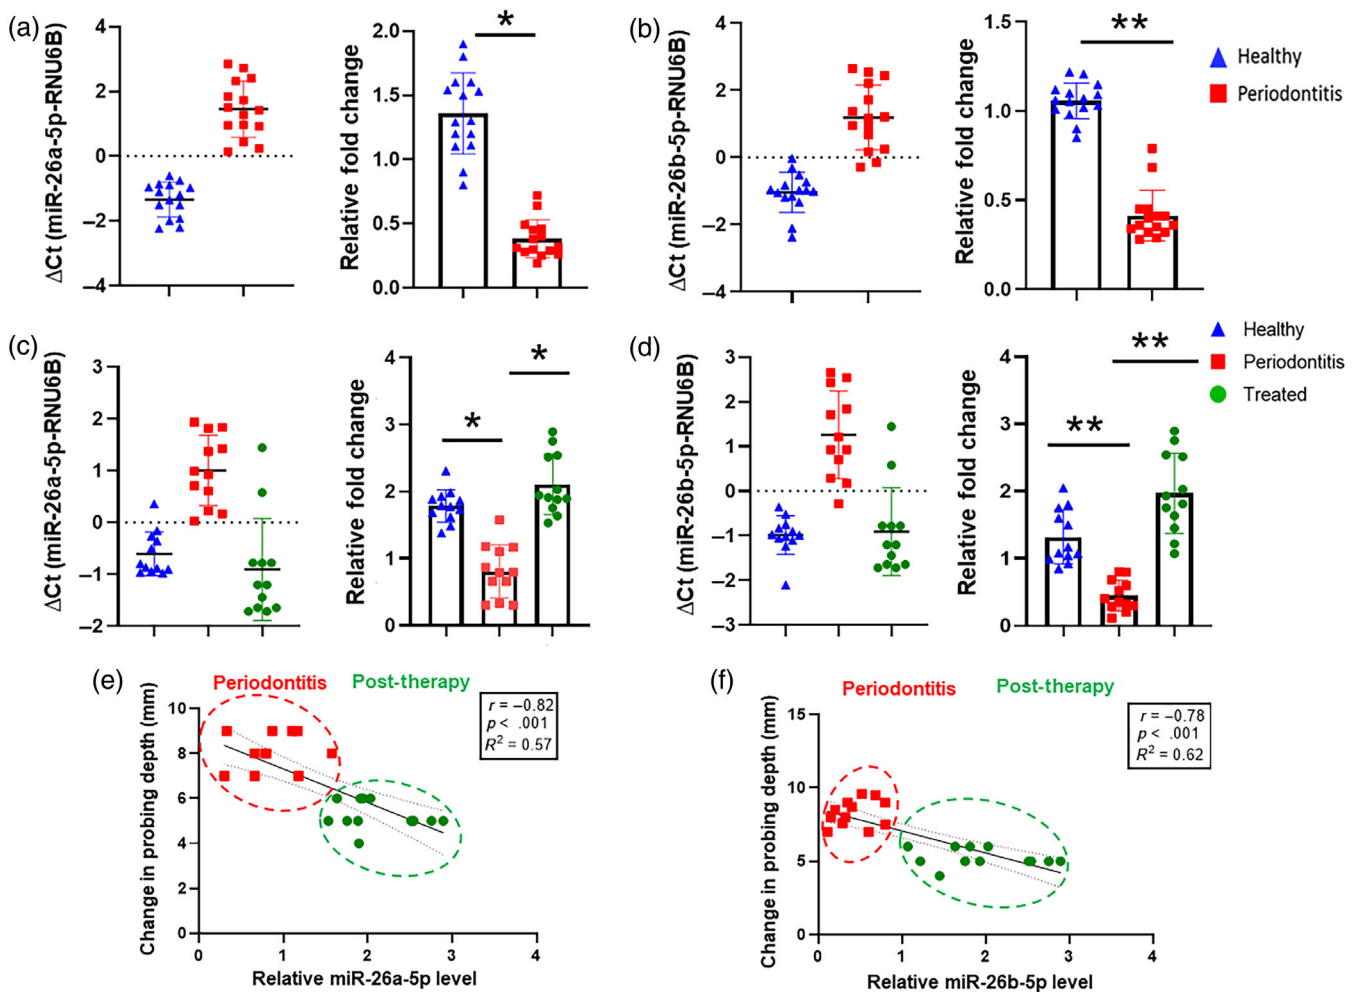 (a)
ΔCt (miR-26a-5p-RNU6B)
4
2
0
–2
–4
Relative fold change
2.0
1.5
1.0
0.5
0.0
*
(b)
ΔCt (miR-26b-5p-RNU6B)
4
2
0
–2
–4
Relative fold change
1.5
1.0
0.5
0.0
**
Healthy
Periodontitis
(c)
ΔCt (miR-26a-5p-RNU6B)
3
2
1
0
–1
–2
Relative fold change
4
3
2
1
0
*
*
(d)
ΔCt (miR-26b-5p-RNU6B)
3
2
1
0
–1
–2
–3
Relative fold change
4
3
2
1
0
**
**
Healthy
Periodontitis
Treated
(e)
Periodontitis
Post-therapy
r = –0.82
p < .001
R² = 0.57
Change in probing depth (mm)
10
8
6
4
2
0
0 1 2 3 4
Relative miR-26a-5p level
(f)
Periodontitis
Post-therapy
r = –0.78
p < .001
R² = 0.62
Change in probing depth (mm)
15
10
5
0
0 1 2 3 4
Relative miR-26b-5p level